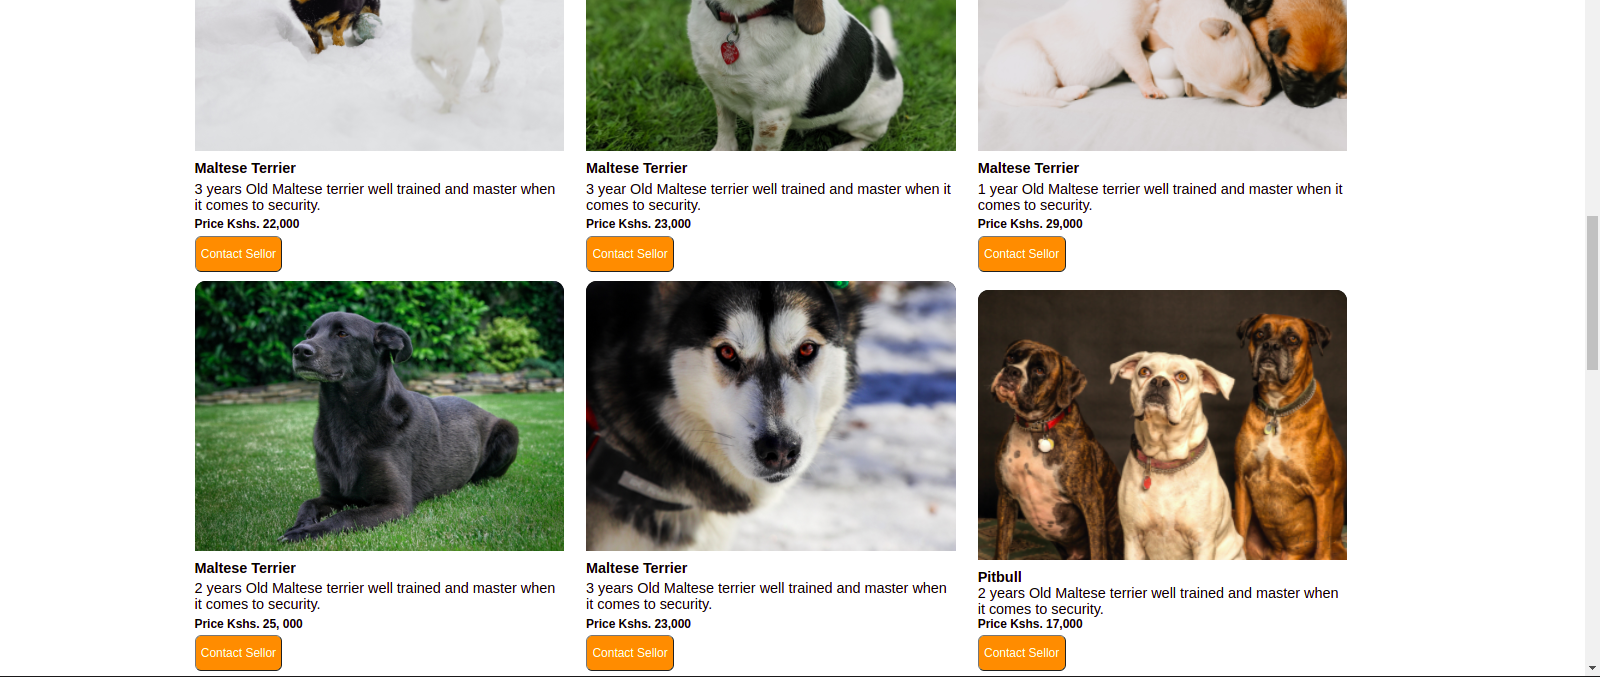 Maltese Terrier
3 years Old Maltese terrier well trained and master when
it comes to security.
Price Kshs. 22,000
Contact Sellor
Maltese Terrier
3 year Old Maltese terrier well trained and master when it
comes to security.
Price Kshs. 23,000
Contact Sellor
Maltese Terrier
1 year Old Maltese terrier well trained and master when it
comes to security.
Price Kshs. 29,000
Contact Sellor
Maltese Terrier
2 years Old Maltese terrier well trained and master when
it comes to security.
Price Kshs. 25, 000
Contact Sellor
Maltese Terrier
3 years Old Maltese terrier well trained and master when
it comes to security.
Price Kshs. 23,000
Contact Sellor
Pitbull
2 years Old Maltese terrier well trained and master when
it comes to security.
Price Kshs. 17,000
Contact Sellor